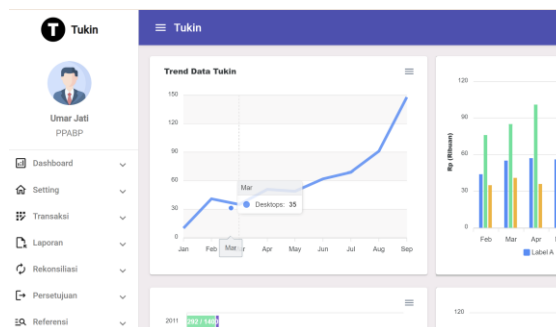 T Tukin
Tukin
Umar Jati
PPABP
Dashboard
Setting
Transaksi
Laporan
Rekonsiliasi
Persetujuan
Referensi
Trend Data Tukin
150
120
90
60
30
0
Mar
Desktops: 35
Jan Feb Mar Apr May Jun Jul Aug Sep
Mar
120
90
60
30
0
Rp (Ribuan)
Feb Mar Apr
Label A
2011
120